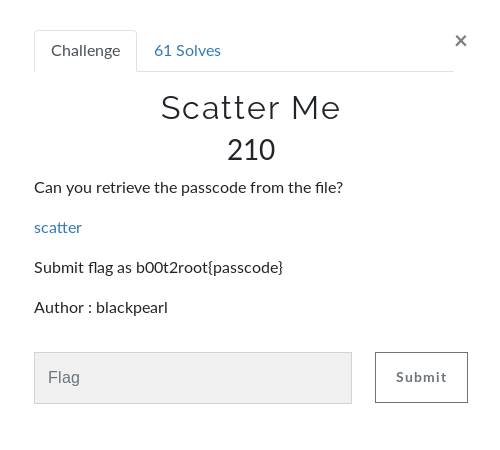 Challenge 61 Solves ×
Scatter Me
210
Can you retrieve the passcode from the file?
scatter
Submit flag as b00t2root{passcode}
Author : blackpearl
Flag Submit